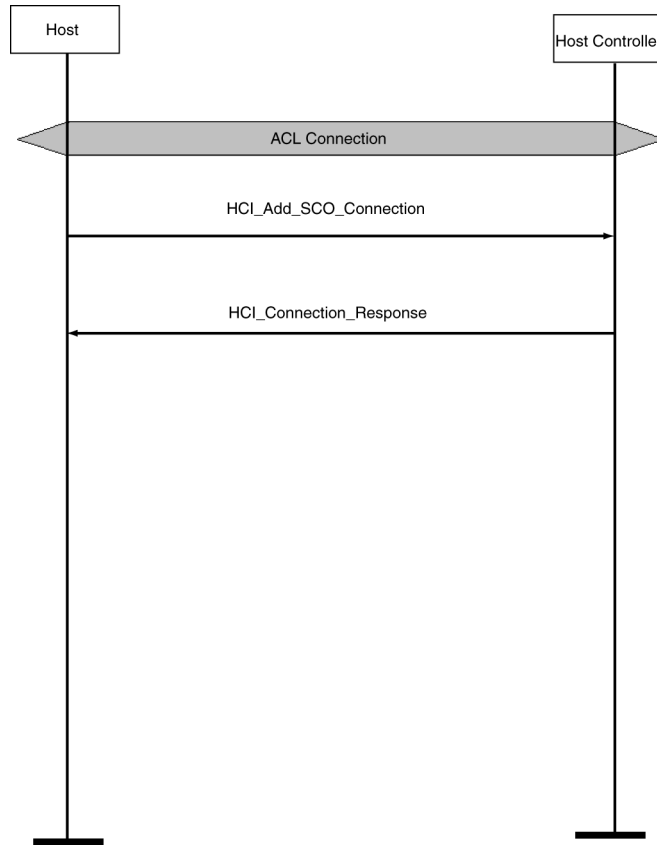 Host
Host Controlle
ACL Connection
HCI_Add_SCO_Connection
HCI_Connection_Response